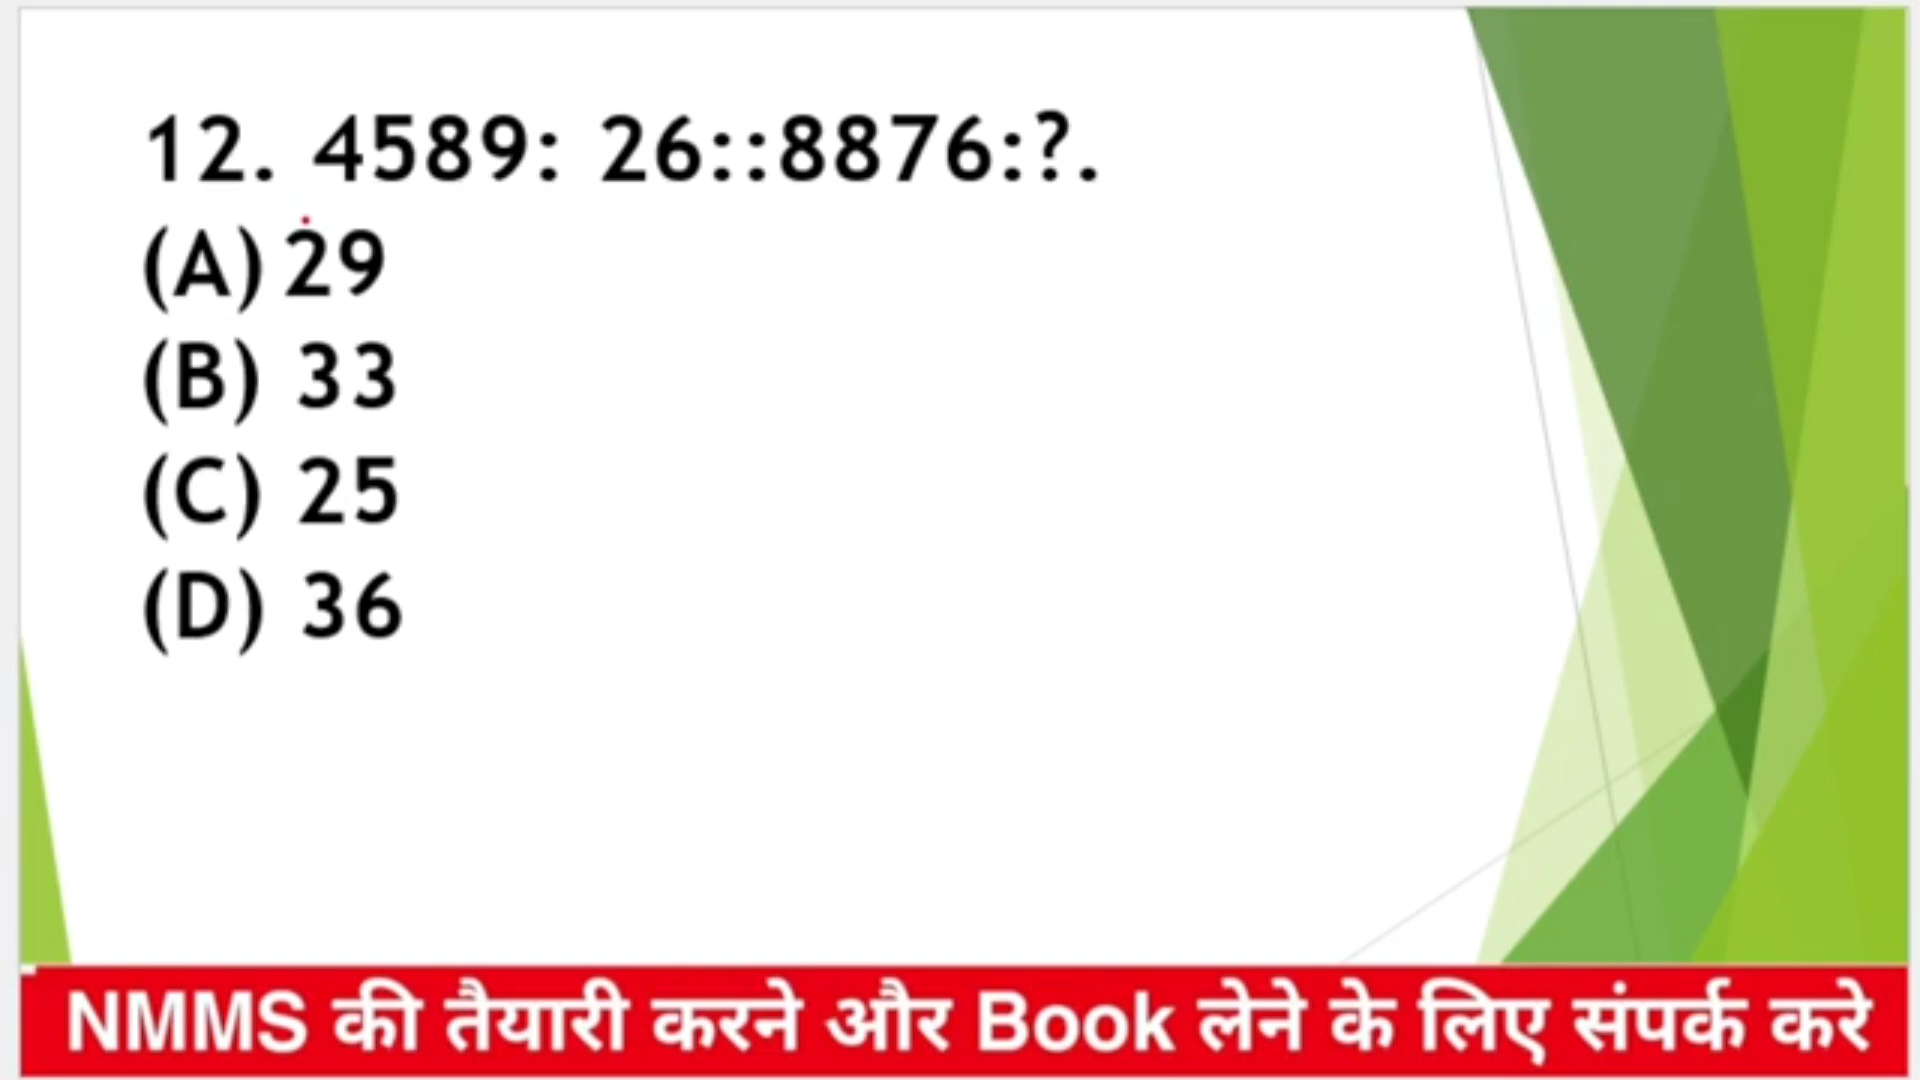 12. 4589: 26::8876:?.
(A) 29
(B) 33
(C) 25
(D) 36
NMMS की तैयारी करने और Book लेने के लिए संपर्क करे